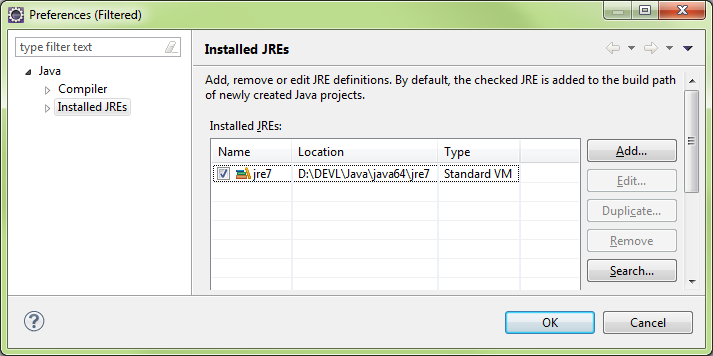 Preferences (Filtered)
type filter text
Java
Compiler
Installed JREs
Installed JREs
Add, remove or edit JRE definitions. By default, the checked JRE is added to the build path
of newly created Java projects.
Installed JREs:
Name Location Type
jre7 D:\DEVL\Java\java64\jre7 Standard VM
Add...
Edit...
Duplicate...
Remove
Search...
OK Cancel